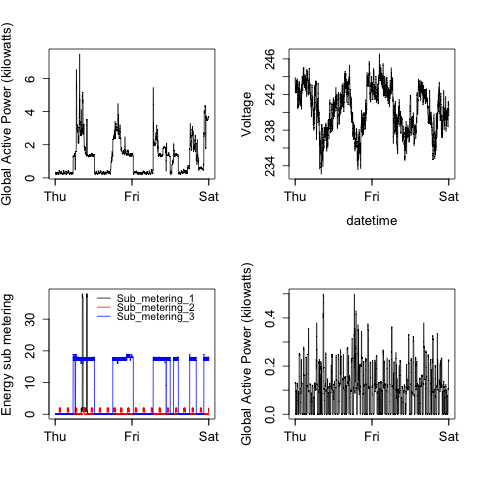 Global Active Power (kilowatts)
0 2 4 6
Thu Fri Sat
Voltage
234 238 242 246
Thu Fri Sat
datetime
Energy sub metering
0 10 20 30
Sub_metering_1
Sub_metering_2
Sub_metering_3
Thu Fri Sat
Global Active Power (kilowatts)
0.0 0.2 0.4
Thu Fri Sat